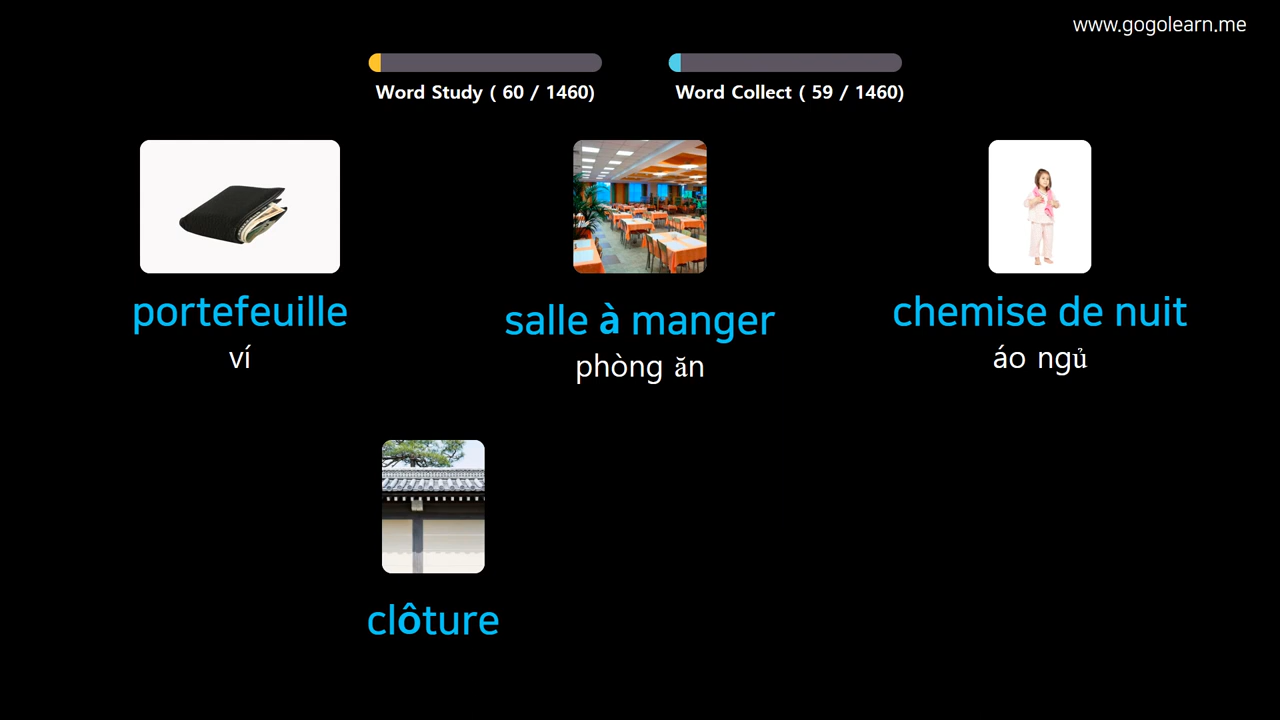 www.gogolearn.me
Word Study ( 60 / 1460)
Word Collect ( 59 / 1460)
portefeuille
ví
salle à manger
phòng ăn
chemise de nuit
áo ngủ
clôture